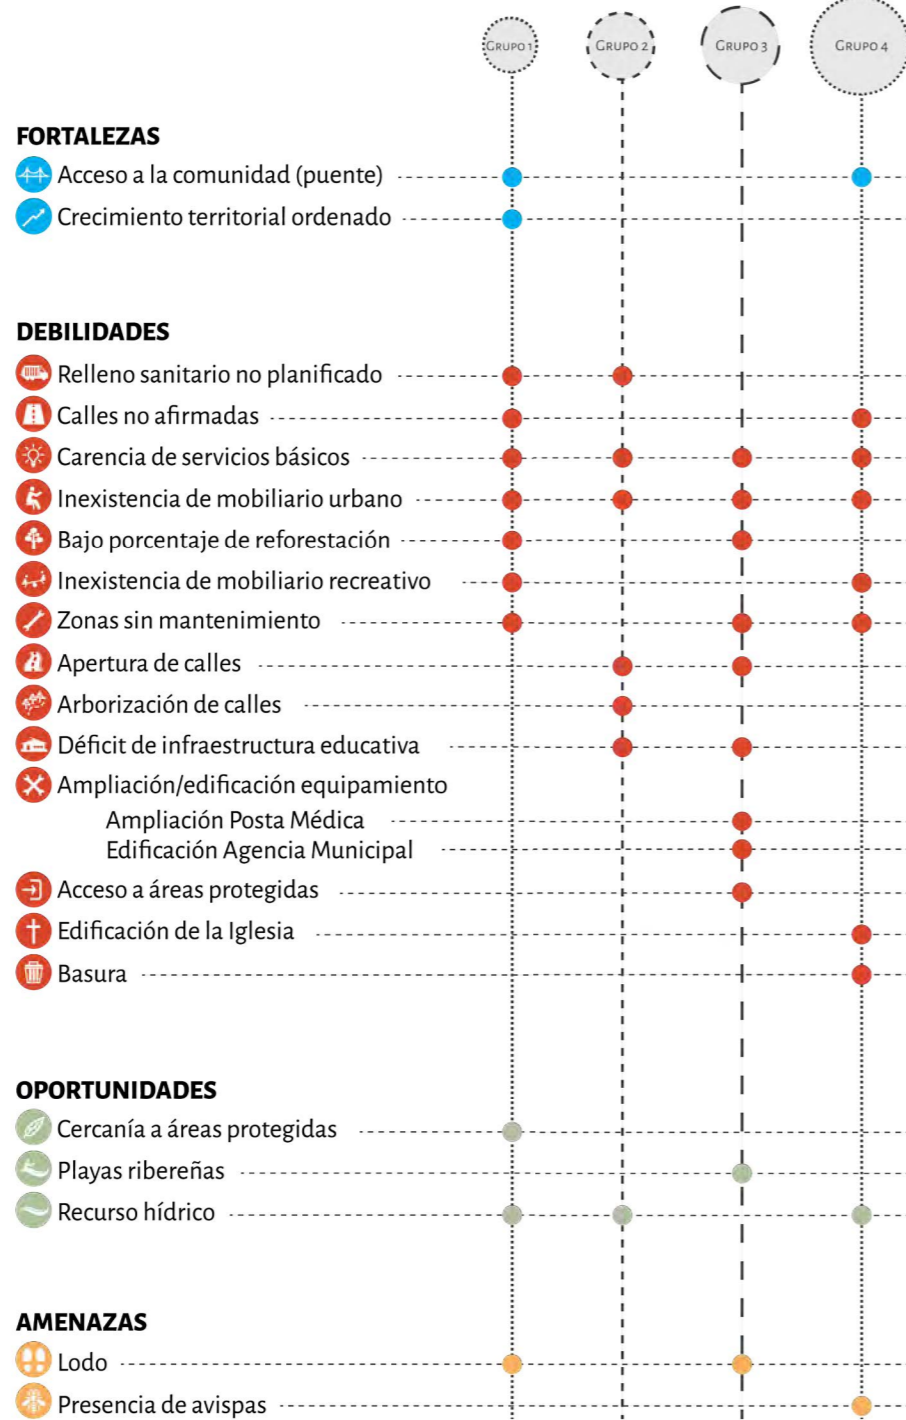 Grupo 1
Grupo 2
Grupo 3
Grupo 4
FORTALEZAS
Acceso a la comunidad (puente)
Crecimiento territorial ordenado
DEBILIDADES
Relleno sanitario no planificado
Calles no afirmadas
Carencia de servicios básicos
Inexistencia de mobiliario urbano
Bajo porcentaje de reforestación
Inexistencia de mobiliario recreativo
Zonas sin mantenimiento
Apertura de calles
Arborización de calles
Déficit de infraestructura educativa
Ampliación/edificación equipamiento
Ampliación Posta Médica
Edificación Agencia Municipal
Acceso a áreas protegidas
Edificación de la Iglesia
Basura
OPORTUNIDADES
Cercanía a áreas protegidas
Playas ribereñas
Recurso hídrico
AMENAZAS
Lodo
Presencia de avispas